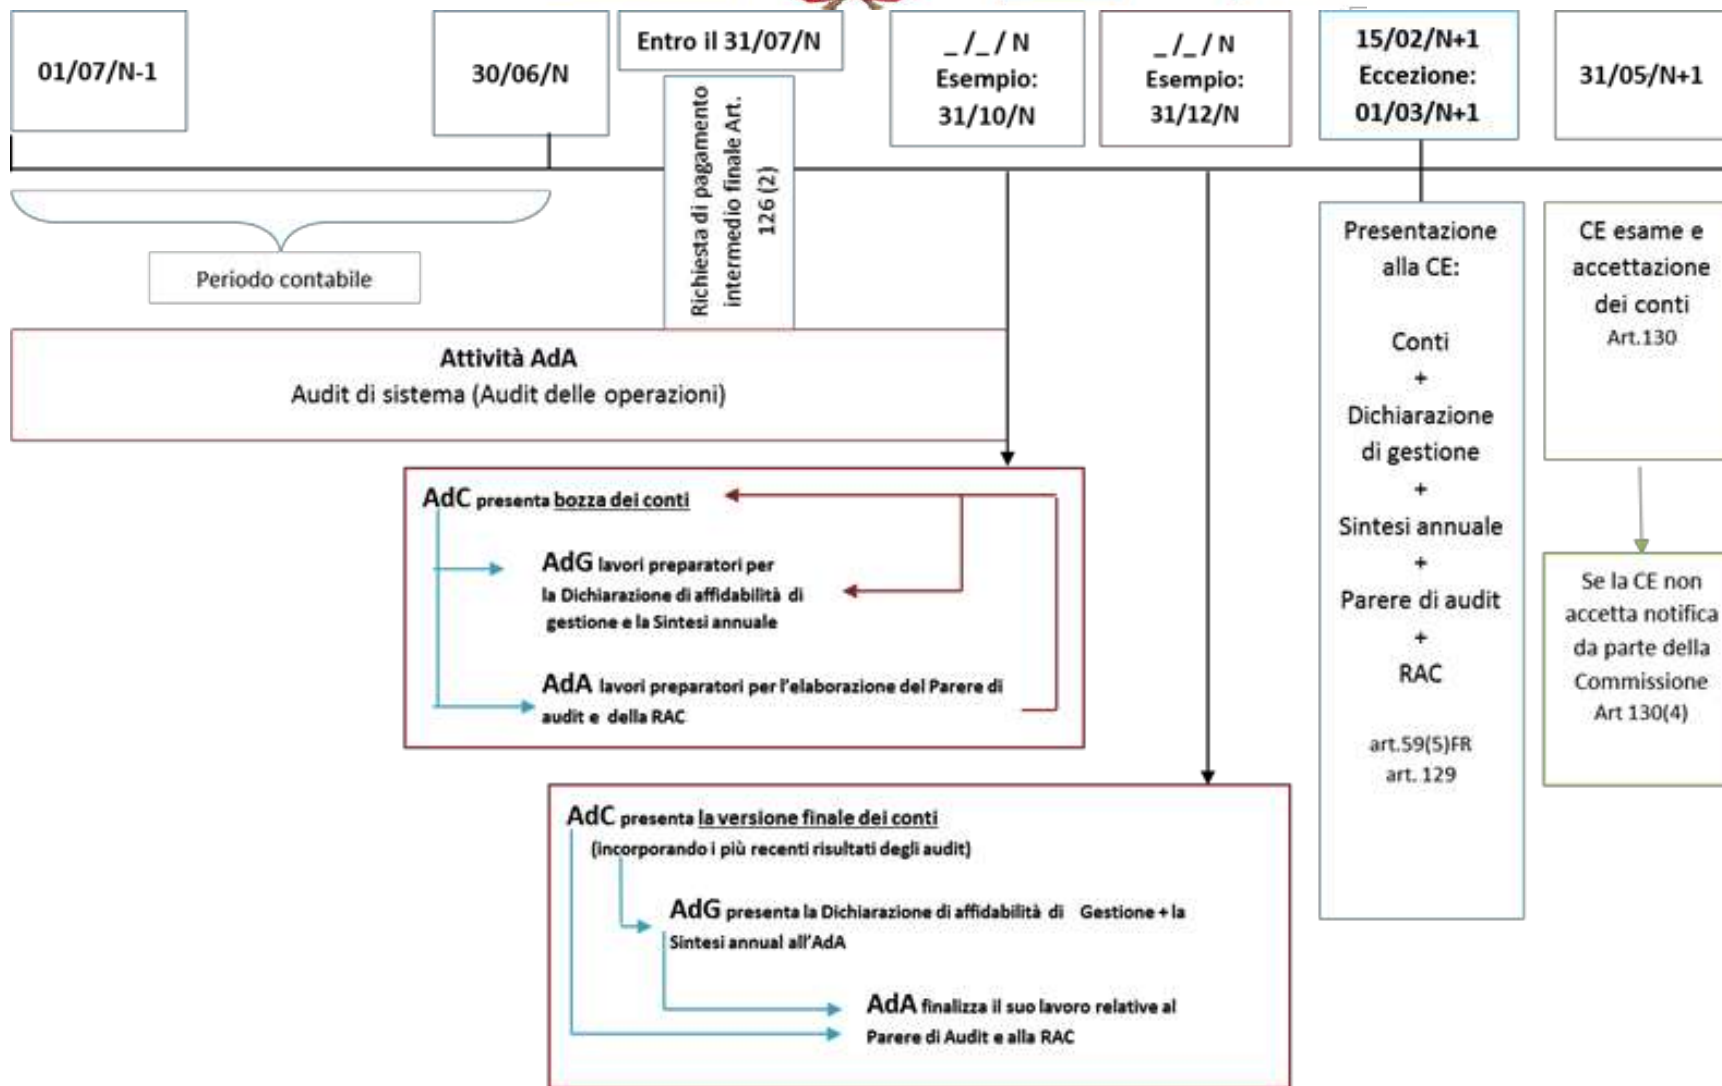 01/07/N-1
30/06/N
Entro il 31/07/N
_ /_ / N
Esempio:
31/10/N
_ /_ / N
Esempio:
31/12/N
15/02/N+1
Eccezione:
01/03/N+1
31/05/N+1
Richiesta di pagamento
intermedio finale Art.
126 (2)
Periodo contabile
Attività AdA
Audit di sistema (Audit delle operazioni)
AdC presenta bozza dei conti
AdG lavori preparatori per
la Dichiarazione di affidabilità di
gestione e la Sintesi annuale
AdA lavori preparatori per l'elaborazione del Parere di
audit e della RAC
AdC presenta la versione finale dei conti
(incorporando i più recenti risultati degli audit)
AdG presenta la Dichiarazione di affidabilità di Gestione + la
Sintesi annual all'AdA
AdA finalizza il suo lavoro relative al
Parere di Audit e alla RAC
Presentazione
alla CE:
Conti
+
Dichiarazione
di gestione
+
Sintesi annuale
+
Parere di audit
+
RAC
art.59(5)FR
art. 129
CE esame e
accettazione
dei conti
Art.130
Se la CE non
accetta notifica
da parte della
Commissione
Art 130(4)